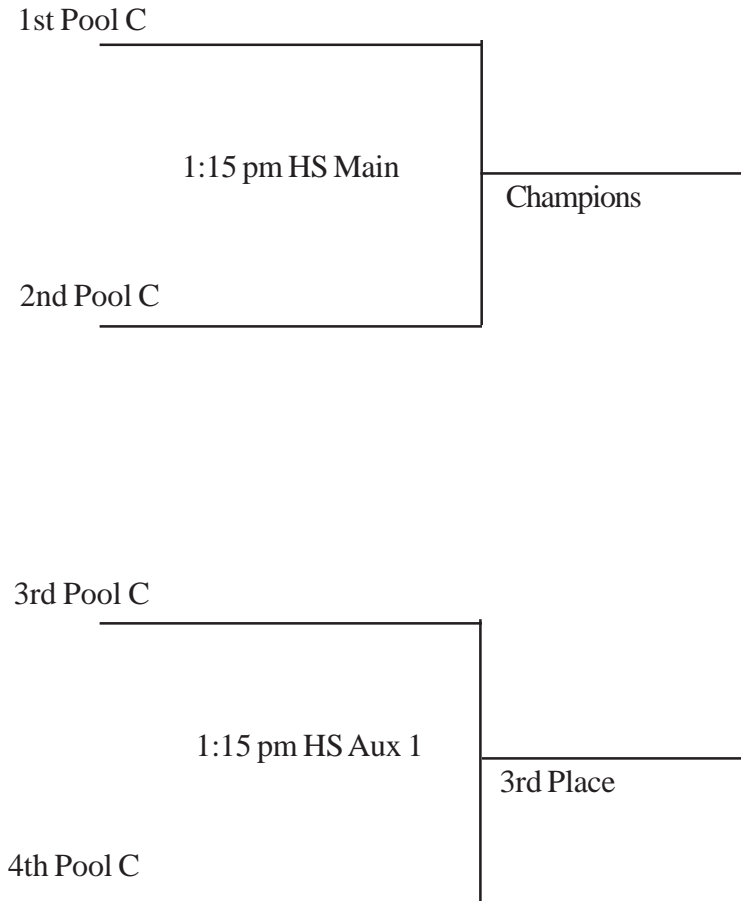 1st Pool C
1:15 pm HS Main
Champions
2nd Pool C
3rd Pool C
1:15 pm HS Aux 1
3rd Place
4th Pool C